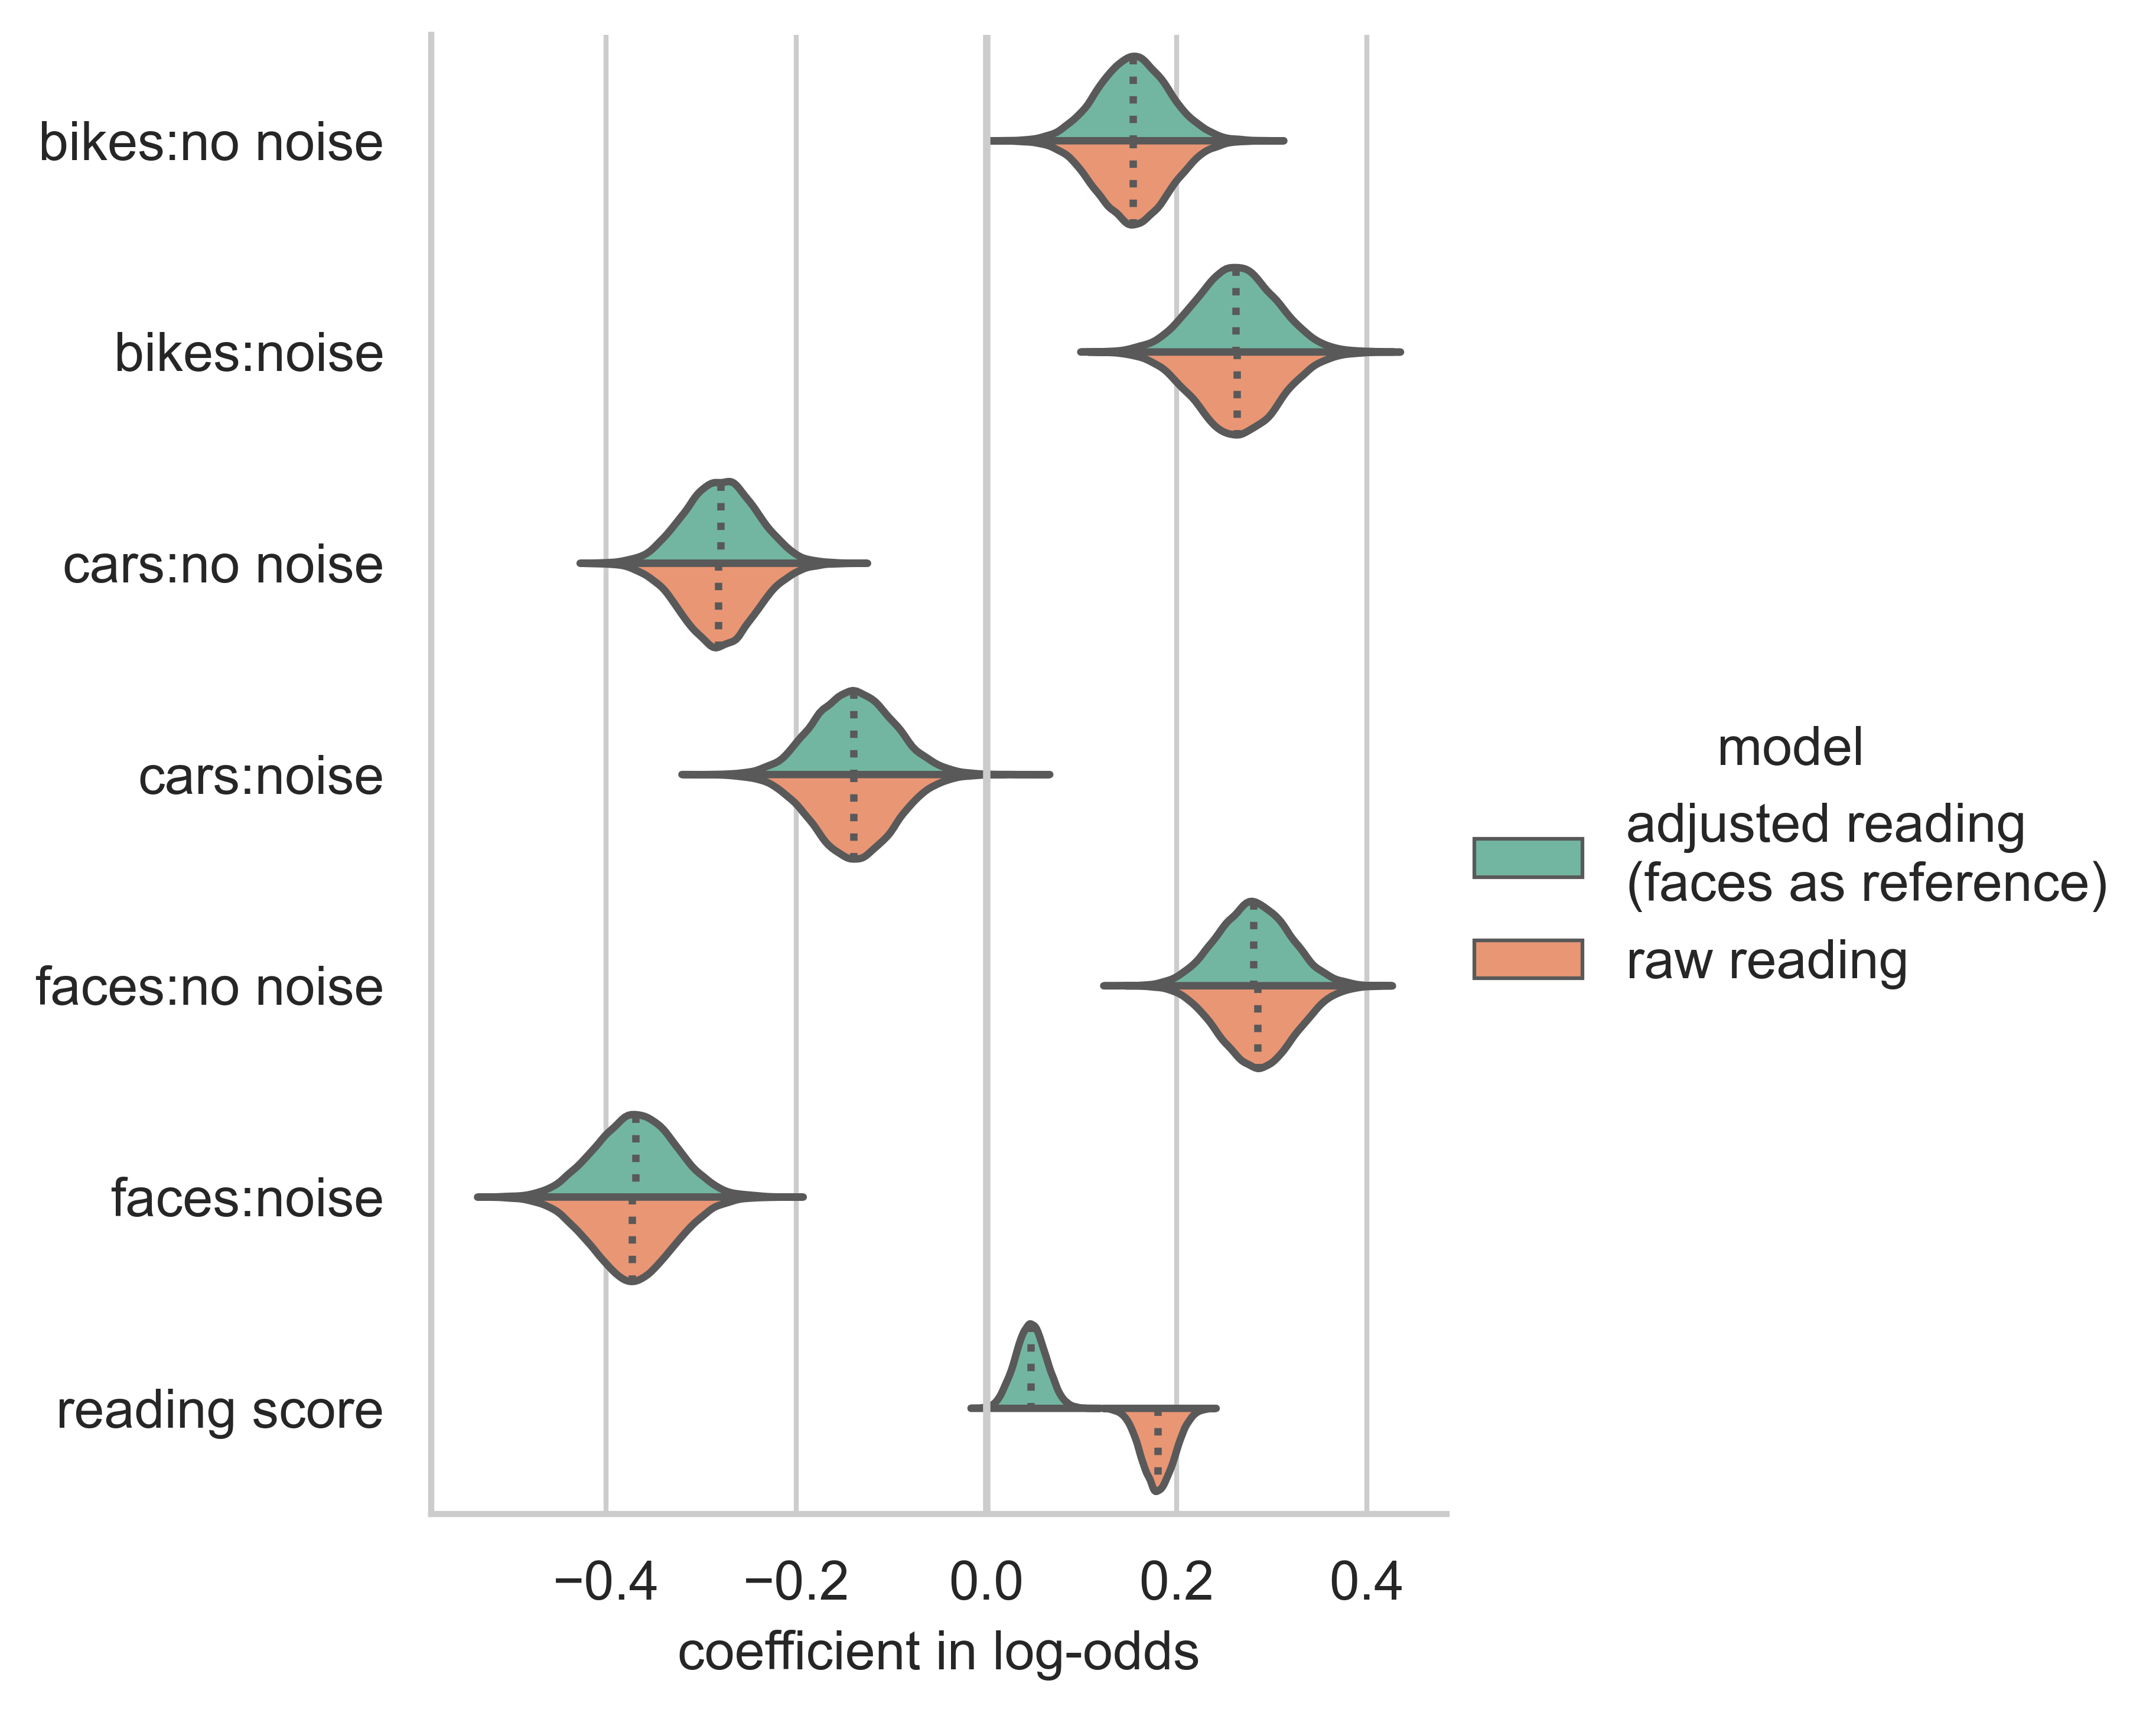 bikes:no noise
bikes:noise
cars:no noise
cars:noise
faces:no noise
faces:noise
reading score
−0.4 −0.2 0.0 0.2 0.4
coefficient in log-odds
model
adjusted reading
(faces as reference)
raw reading